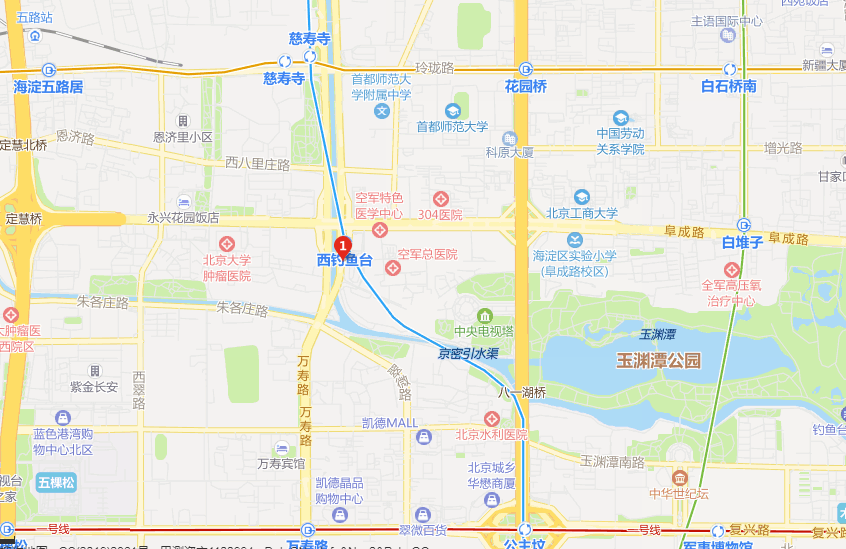 五路站
慈寿寺
主语国际中心
海淀五路居
慈寿寺
玲珑路
首都师范大
学附属中学
花园桥
白石桥南
新疆大厦
恩济里小区
首都师范大学
中国劳动
关系学院
恩济路
定慧北桥
科原大厦
增光路
西八里庄路
甘家口
定慧桥
永兴花园饭店
空军特色
医学中心
304医院
北京工商大学
阜成路
白堆子
阜成路
北京大学
肿瘤医院
1
西钓鱼台
空军总医院
海淀区实验小学
(阜成路校区)
全军高压氧
治疗中心
朱各庄路
朱各庄路
大肿瘤医
西院区
中央电视塔
玉渊潭
玉渊潭公园
京密引水渠
紫金长安
西翠路
万寿路
万寿路
八一湖桥
蓝色港湾购
物中心北区
凯德MALL
北京水利医院
钓鱼台
万寿宾馆
玉渊潭南路
五棵松
凯德晶品
购物中心
北京城乡
华懋商厦
中华世纪坛
一号线
万寿路
翠微百货
公主坟
一号线
复兴路
复兴路
军事博物馆